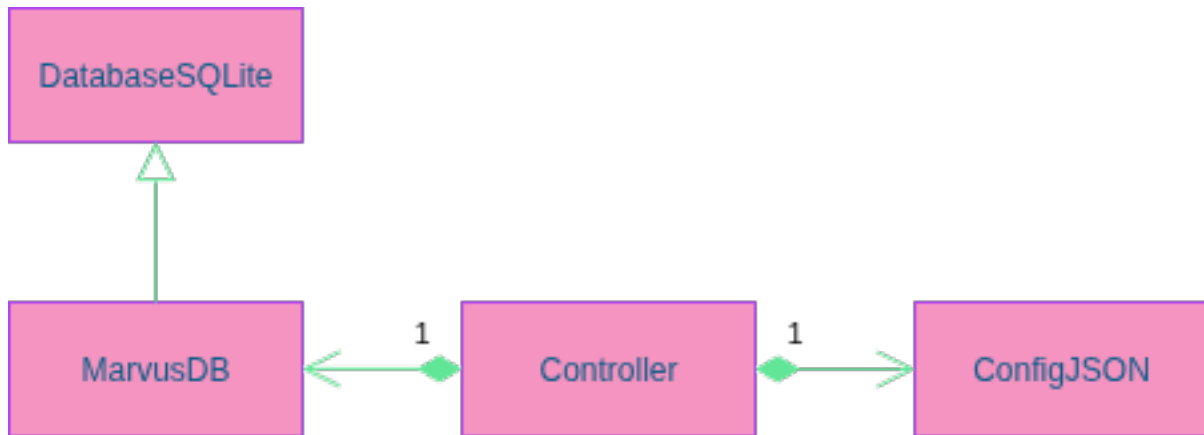 DatabaseSQLite
1
1
MarvusDB
Controller
ConfigJSON